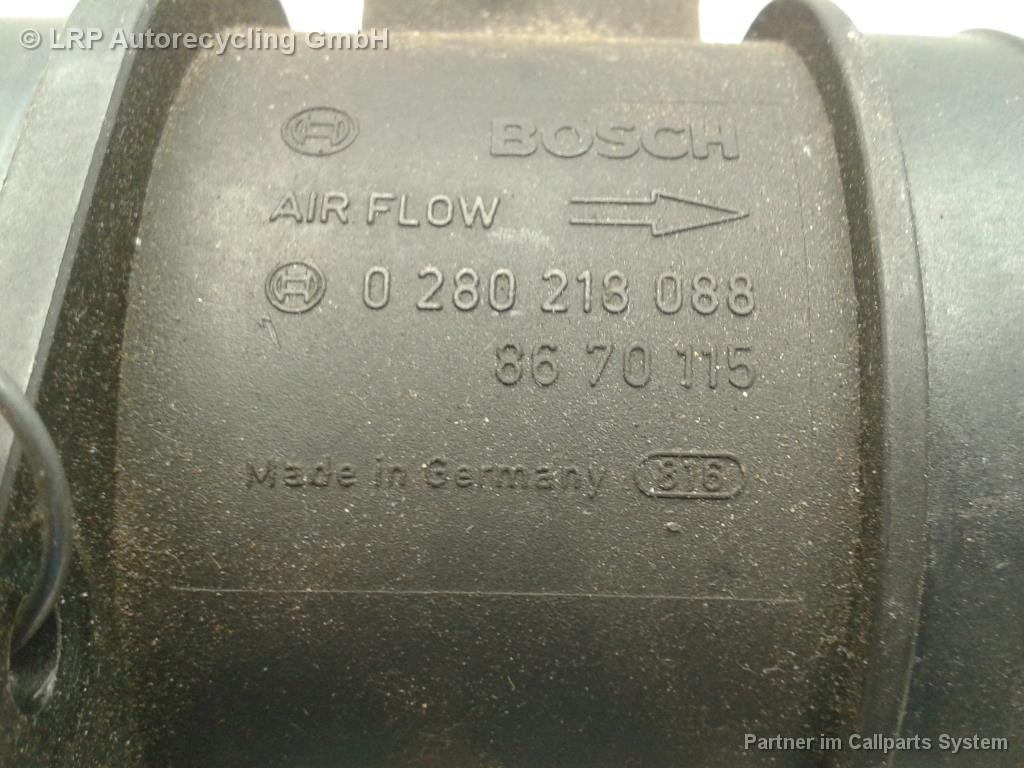 © LRP Autorecycling GmbH
BOSCH
AIR FLOW
0 280 218 088
86 70 115
Made in Germany 816
Partner im Callparts System